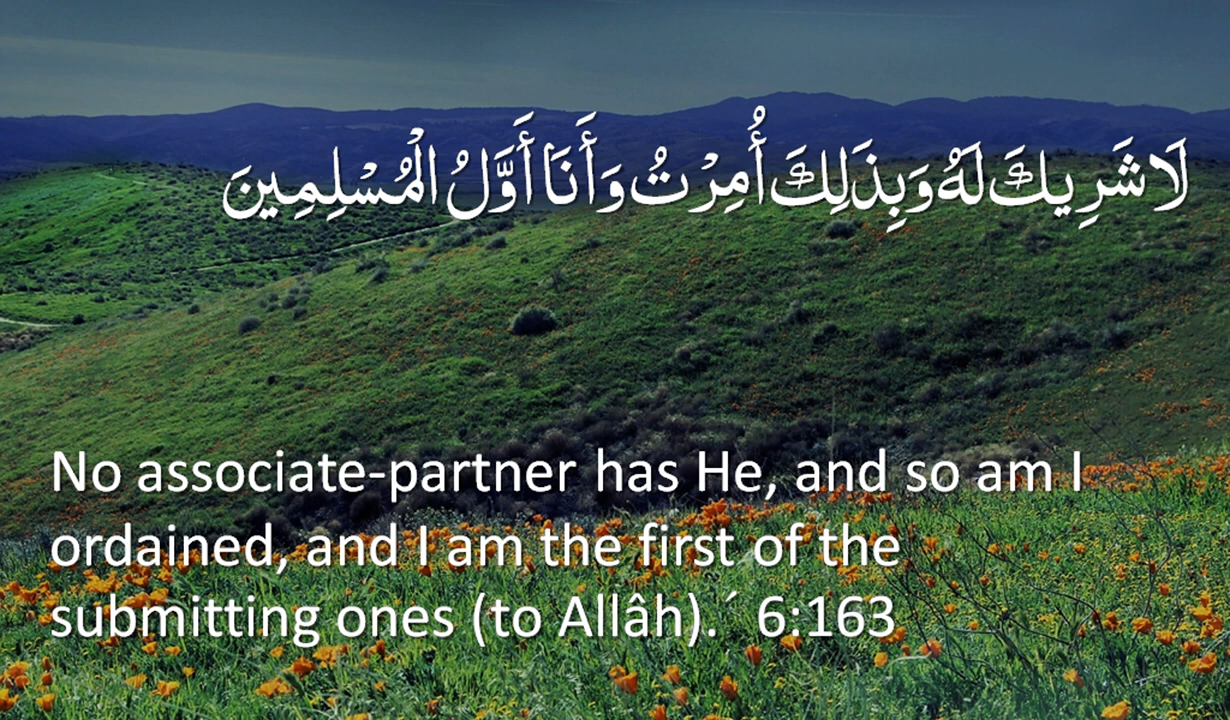 لَا شَرِيكَ لَهُ وَبِذَلِكَ أُمِرْتُ وَأَنَا أَوَّلُ الْمُسْلِمِينَ
No associate-partner has He, and so am I
ordained, and I am the first of the
submitting ones (to Allâh).´ 6:163